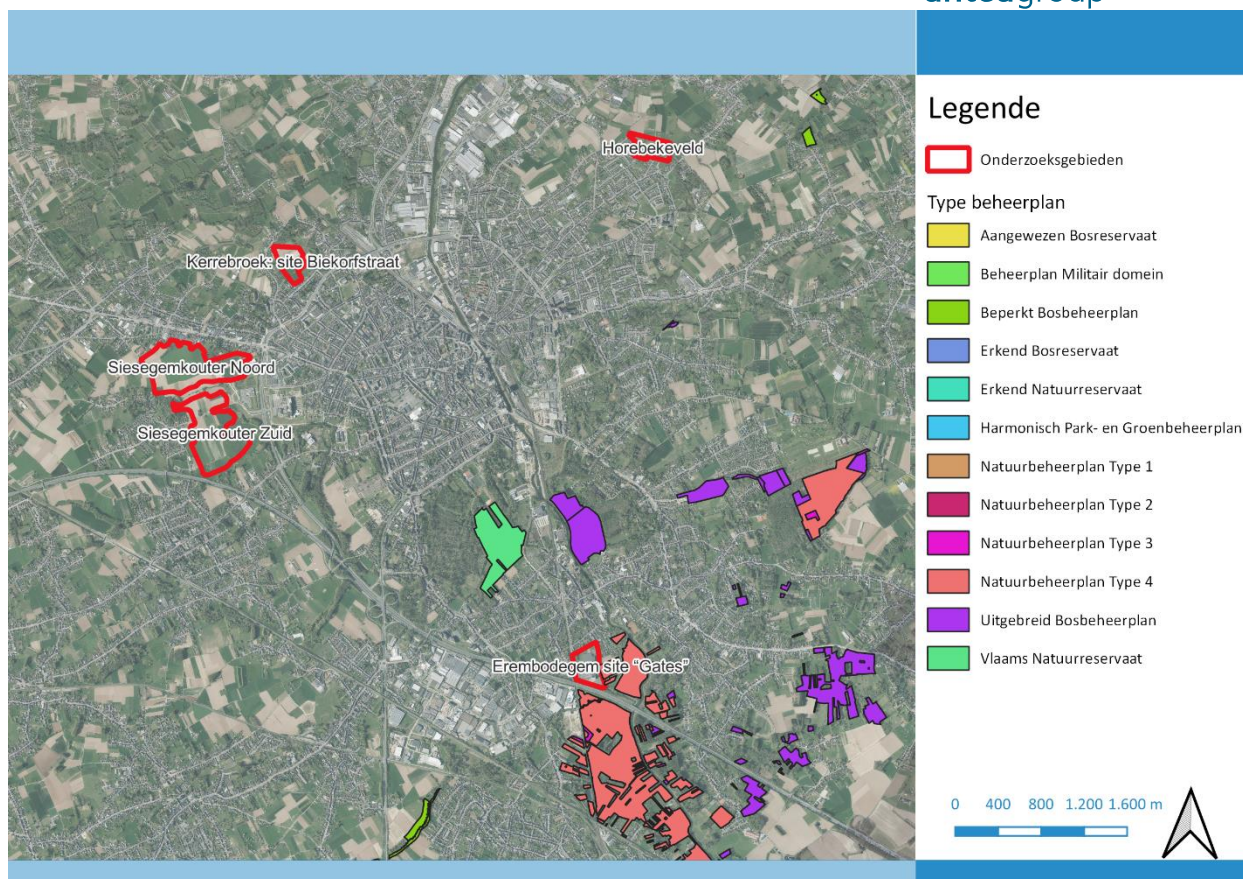 anteagroup
Horebekeveld
Kerrebroek: site Biekorfstraat
Siesegemkouter Noord
Siesegemkouter Zuid
Erembodegem site "Gates"
Legende
Onderzoeksgebieden
Type beheerplan
Aangewezen Bosreservaat
Beheerplan Militair domein
Beperkt Bosbeheerplan
Erkend Bosreservaat
Erkend Natuurreservaat
Harmonisch Park- en Groenbeheerplan
Natuurbeheerplan Type 1
Natuurbeheerplan Type 2
Natuurbeheerplan Type 3
Natuurbeheerplan Type 4
Uitgebreid Bosbeheerplan
Vlaams Natuurreservaat
0 400 800 1.200 1.600 m